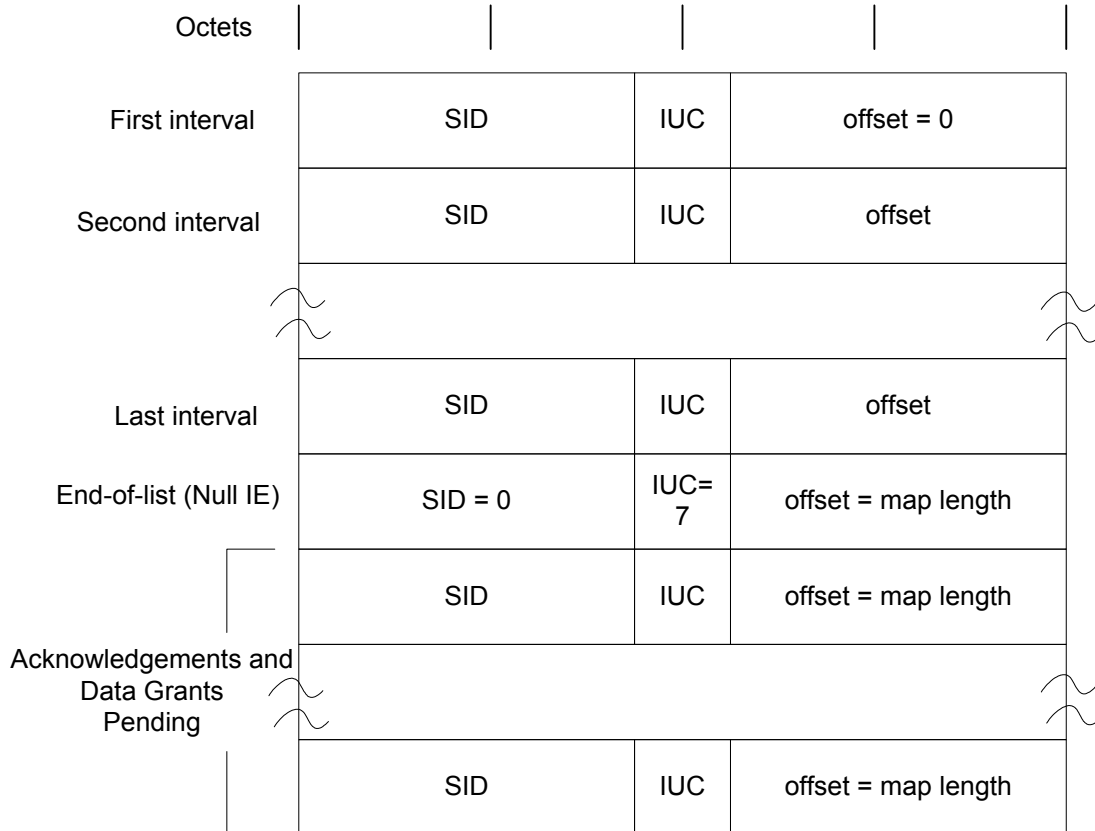 Octets
First interval SID IUC offset = 0
Second interval SID IUC offset
Last interval SID IUC offset
End-of-list (Null IE) SID = 0 IUC= 7 offset = map length
SID IUC offset = map length
Acknowledgements and
Data Grants
Pending
SID IUC offset = map length